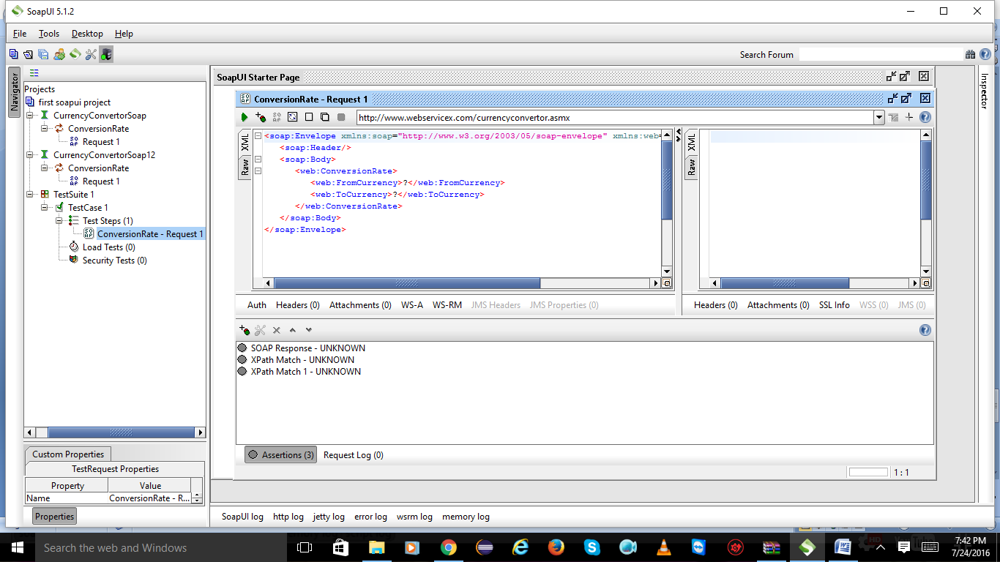 SoapUI 5.1.2
File Tools Desktop Help
Search Forum
Navigator
Projects
first soapui project
CurrencyConvertorSoap
ConversionRate
Request 1
CurrencyConvertorSoap12
ConversionRate
Request 1
TestSuite 1
TestCase 1
Test Steps (1)
ConversionRate - Request 1
Load Tests (0)
Security Tests (0)
Custom Properties
TestRequest Properties
Property Value
Name ConversionRate - R...
Properties
SoapUI Starter Page
ConversionRate - Request 1
http://www.webservicex.com/currencyconvertor.asmx
XML
Raw
<soap:Envelope xmlns:soap="http://www.w3.org/2003/05/soap-envelope" xmlns:web=
<soap:Header/>
<soap:Body>
<web:ConversionRate>
<web:FromCurrency>?</web:FromCurrency>
<web:ToCurrency>?</web:ToCurrency>
</web:ConversionRate>
</soap:Body>
</soap:Envelope>
XML
Raw
Auth Headers (0) Attachments (0) WS-A WS-RM JMS Headers JMS Properties (0)
Headers (0) Attachments (0) SSL Info WSS (0) JMS (0)
SOAP Response - UNKNOWN
XPath Match - UNKNOWN
XPath Match 1 - UNKNOWN
Assertions (3) Request Log (0)
1 : 1
Inspector
SoapUI log http log jetty log error log wsrm log memory log
Search the web and Windows
7:42 PM
7/24/2016